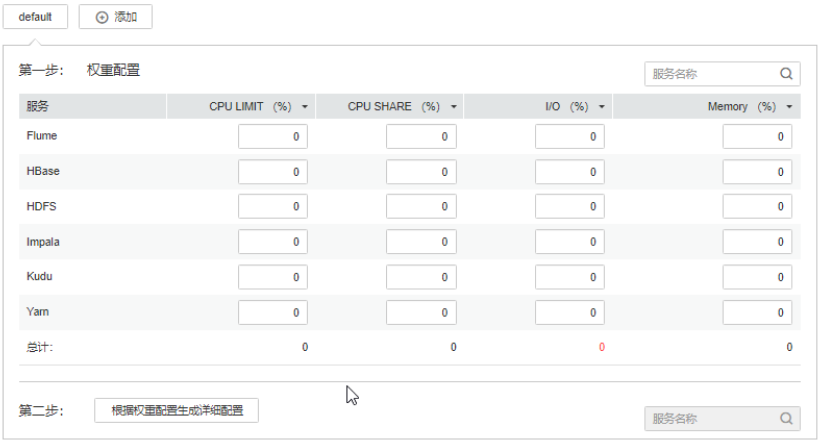 default 添加
第一步: 权重配置 服务名称
服务 CPU LIMIT (%) CPU SHARE (%) I/O (%) Memory (%)
Flume 0 0 0 0
HBase 0 0 0 0
HDFS 0 0 0 0
Impala 0 0 0 0
Kudu 0 0 0 0
Yarn 0 0 0 0
总计: 0 0 0 0
第二步: 根据权重配置生成详细配置 服务名称